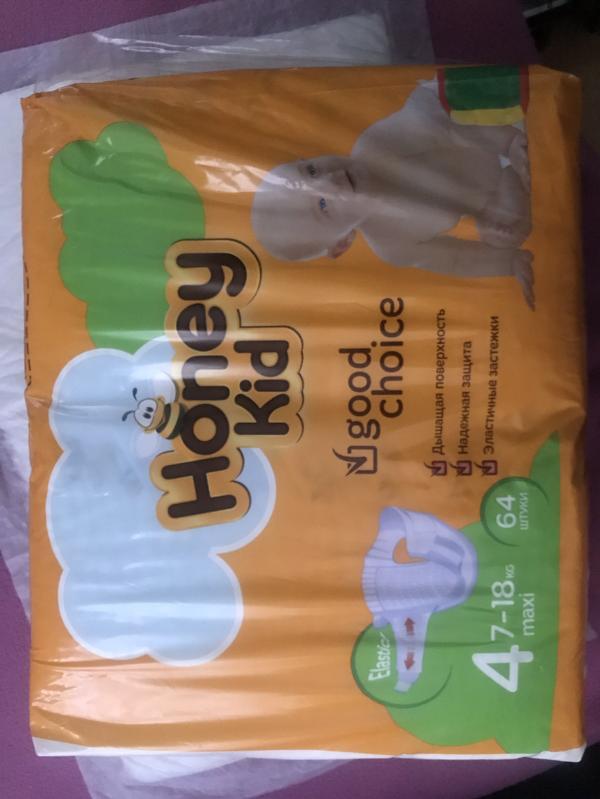 Honey
Kid
good
choice
Дышащая поверхность
Надежная защита
Эластичные застежки
Elastic
4 7-18 KG
maxi
64
штуки